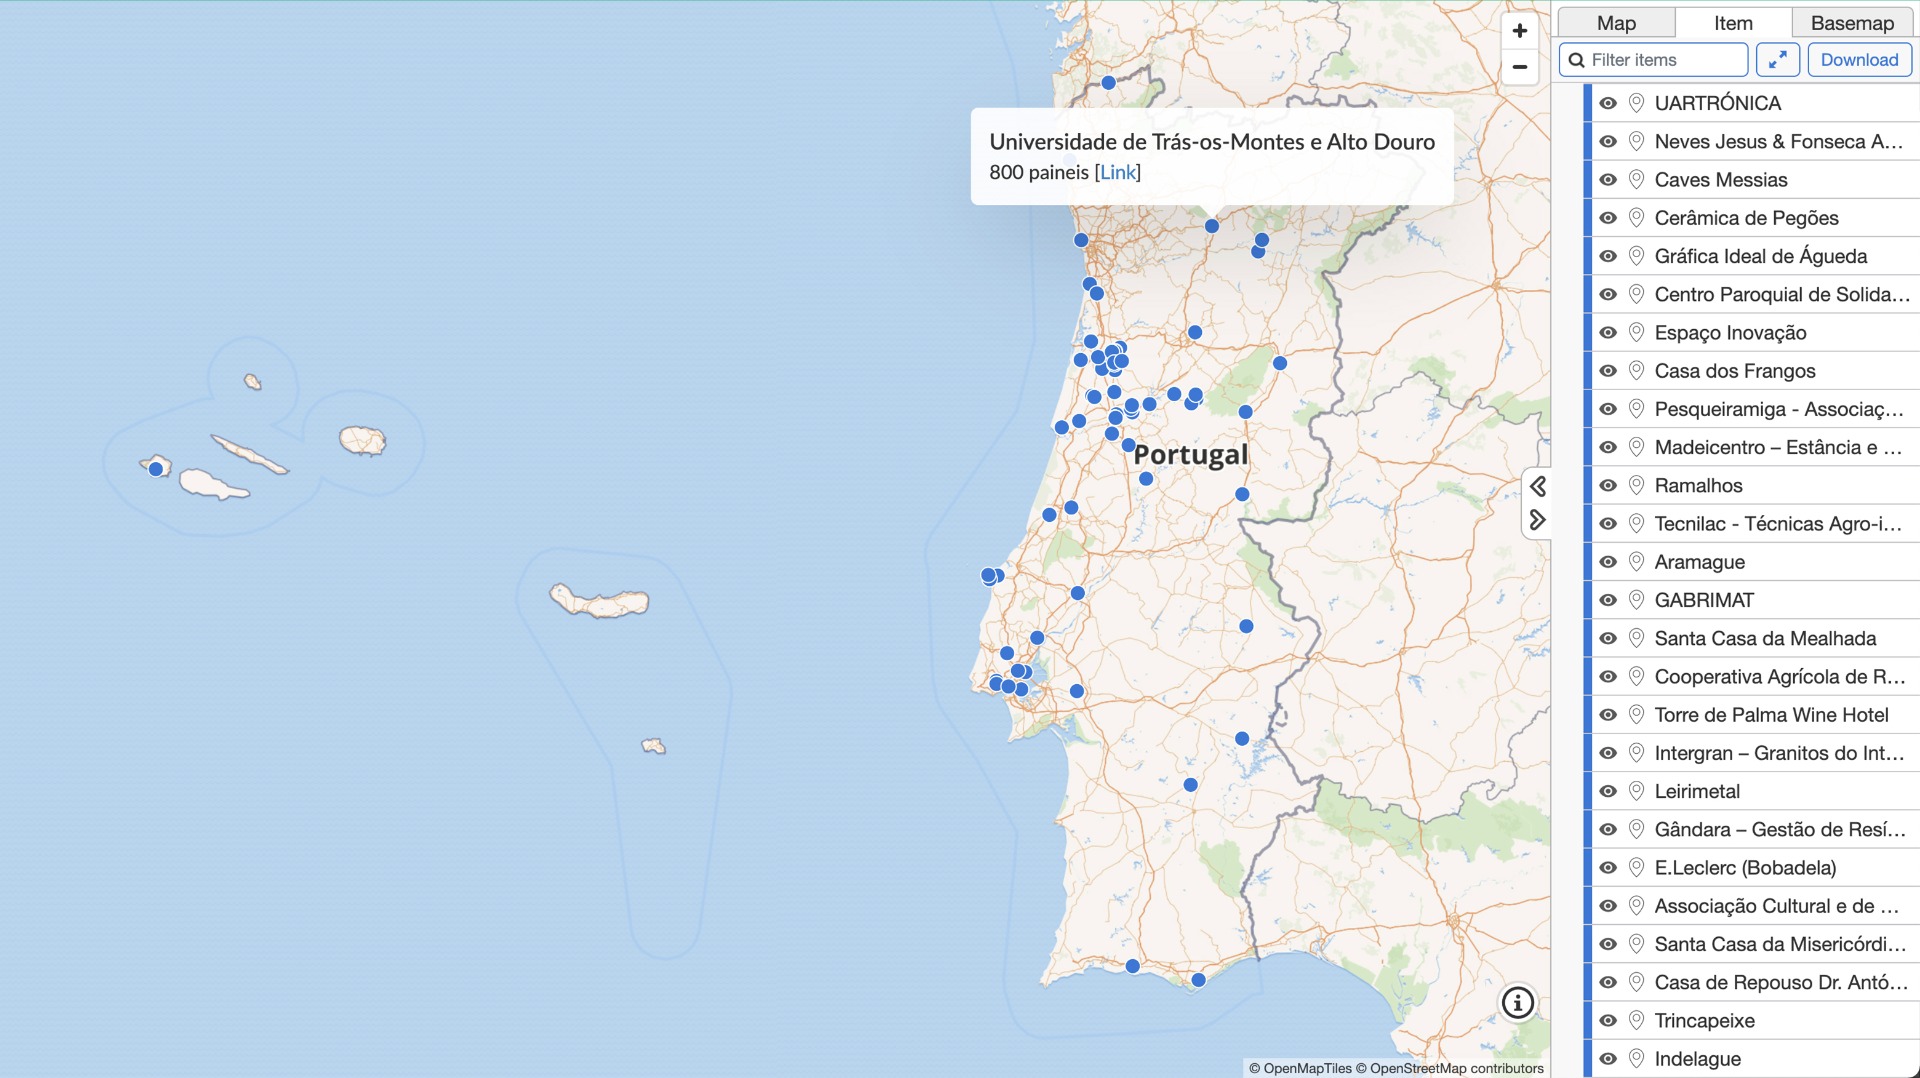 Universidade de Trás-os-Montes e Alto Douro
800 paineis [Link]
Portugal
© OpenMapTiles © OpenStreetMap contributors
Map
Item
Basemap
Filter items
Download
UARTRÓNICA
Neves Jesus & Fonseca A...
Caves Messias
Cerâmica de Pegões
Gráfica Ideal de Águeda
Centro Paroquial de Solida...
Espaço Inovação
Casa dos Frangos
Pesqueiramiga - Associaç...
Madeicentro – Estância e ...
Ramalhos
Tecnilac - Técnicas Agro-i...
Aramague
GABRIMAT
Santa Casa da Mealhada
Cooperativa Agrícola de R...
Torre de Palma Wine Hotel
Intergran – Granitos do Int...
Leirimetal
Gândara – Gestão de Resí...
E.Leclerc (Bobadela)
Associação Cultural e de ...
Santa Casa da Misericórdi...
Casa de Repouso Dr. Antó...
Trincapeixe
Indelague